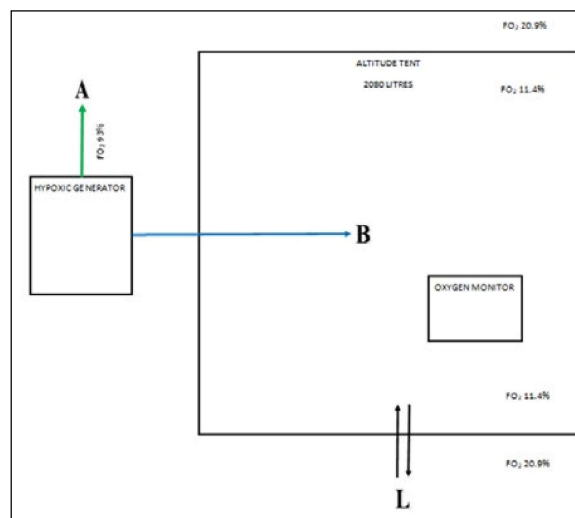 FO₂ 20.9%
ALTITUDE TENT
2080 LITRES
FO₂ 11.4%
A
FO₂ 93%
HYPOXIC GENERATOR
B
OXYGEN MONITOR
FO₂ 11.4%
FO₂ 20.9%
L